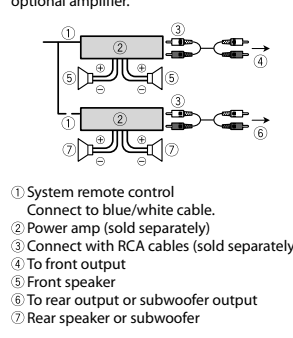 optional amplifier.
① ② ③ ④
⑤ ⊕ ⊖ ⊕ ⊖ ⑤
① ② ③ ⑥
⑦ ⊕ ⊖ ⊕ ⊖ ⑦
① System remote control
Connect to blue/white cable.
② Power amp (sold separately)
③ Connect with RCA cables (sold separately
④ To front output
⑤ Front speaker
⑥ To rear output or subwoofer output
⑦ Rear speaker or subwoofer